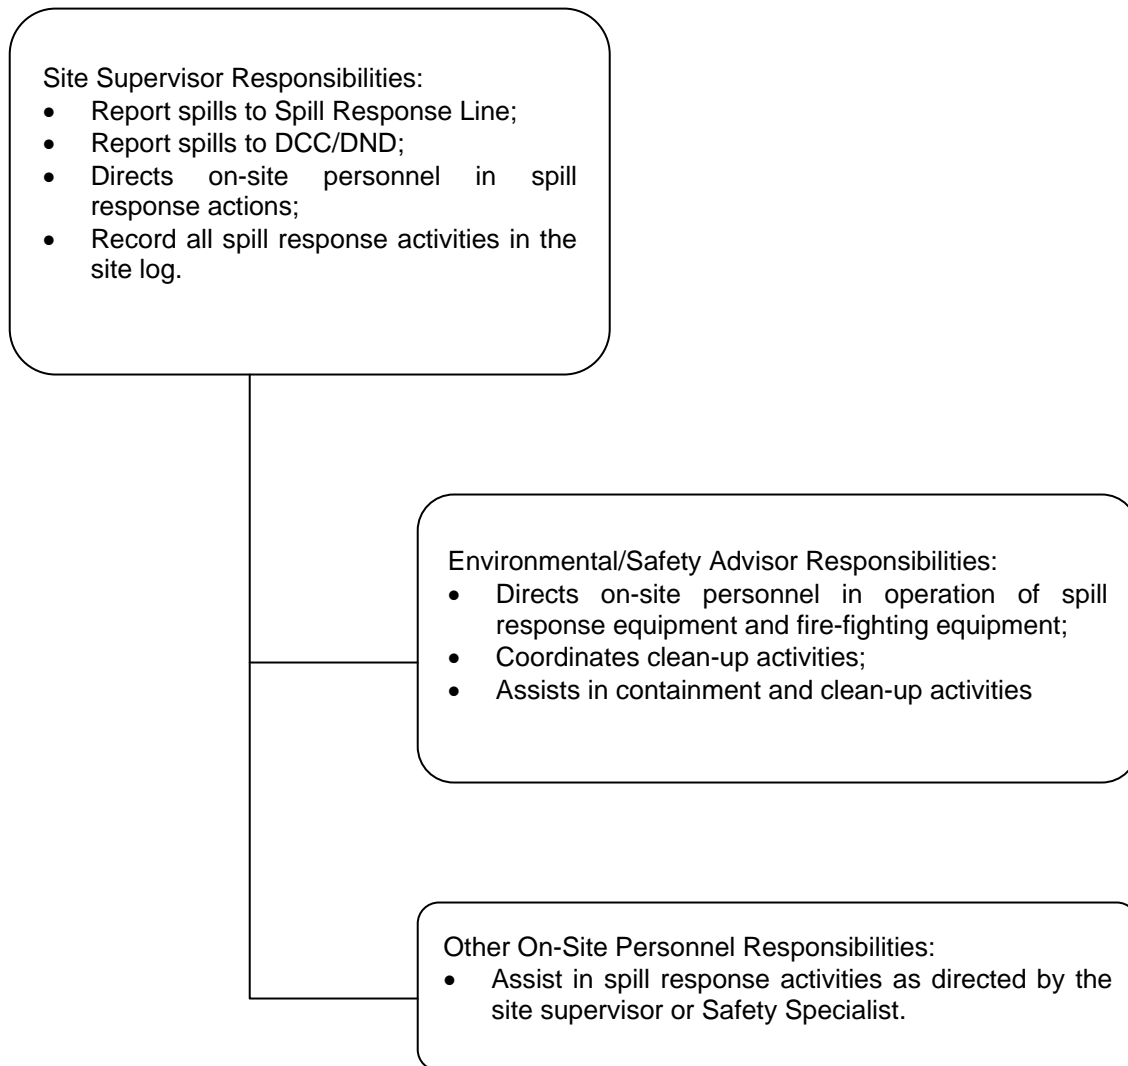 Site Supervisor Responsibilities:
• Report spills to Spill Response Line;
• Report spills to DCC/DND;
• Directs on-site personnel in spill
response actions;
• Record all spill response activities in the
site log.
Environmental/Safety Advisor Responsibilities:
• Directs on-site personnel in operation of spill
response equipment and fire-fighting equipment;
• Coordinates clean-up activities;
• Assists in containment and clean-up activities
Other On-Site Personnel Responsibilities:
• Assist in spill response activities as directed by the
site supervisor or Safety Specialist.